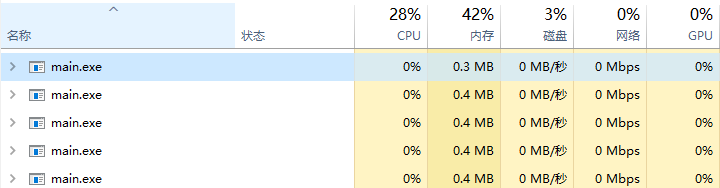 28% 42% 3% 0% 0%
名称 状态 CPU 内存 磁盘 网络 GPU
main.exe 0% 0.3 MB 0 MB/秒 0 Mbps 0%
main.exe 0% 0.4 MB 0 MB/秒 0 Mbps 0%
main.exe 0% 0.4 MB 0 MB/秒 0 Mbps 0%
main.exe 0% 0.4 MB 0 MB/秒 0 Mbps 0%
main.exe 0% 0.4 MB 0 MB/秒 0 Mbps 0%